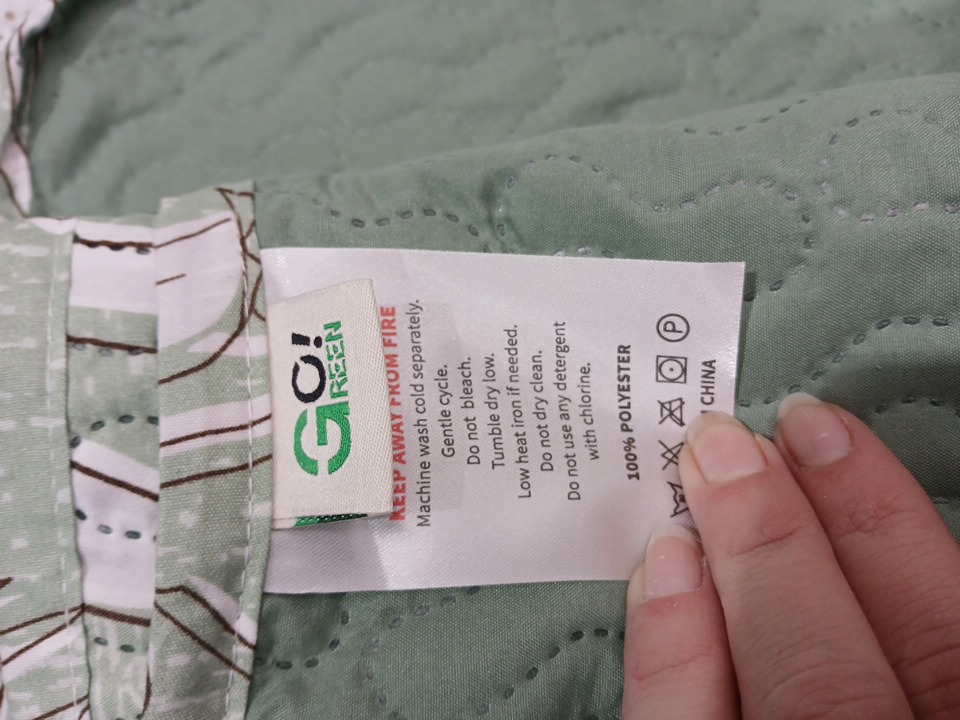 GO!
GREEN
KEEP AWAY FROM FIRE
Machine wash cold separately.
Gentle cycle.
Do not bleach.
Tumble dry low.
Low heat iron if needed.
Do not dry clean.
Do not use any detergent
with chlorine.
100% POLYESTER
P
CHINA